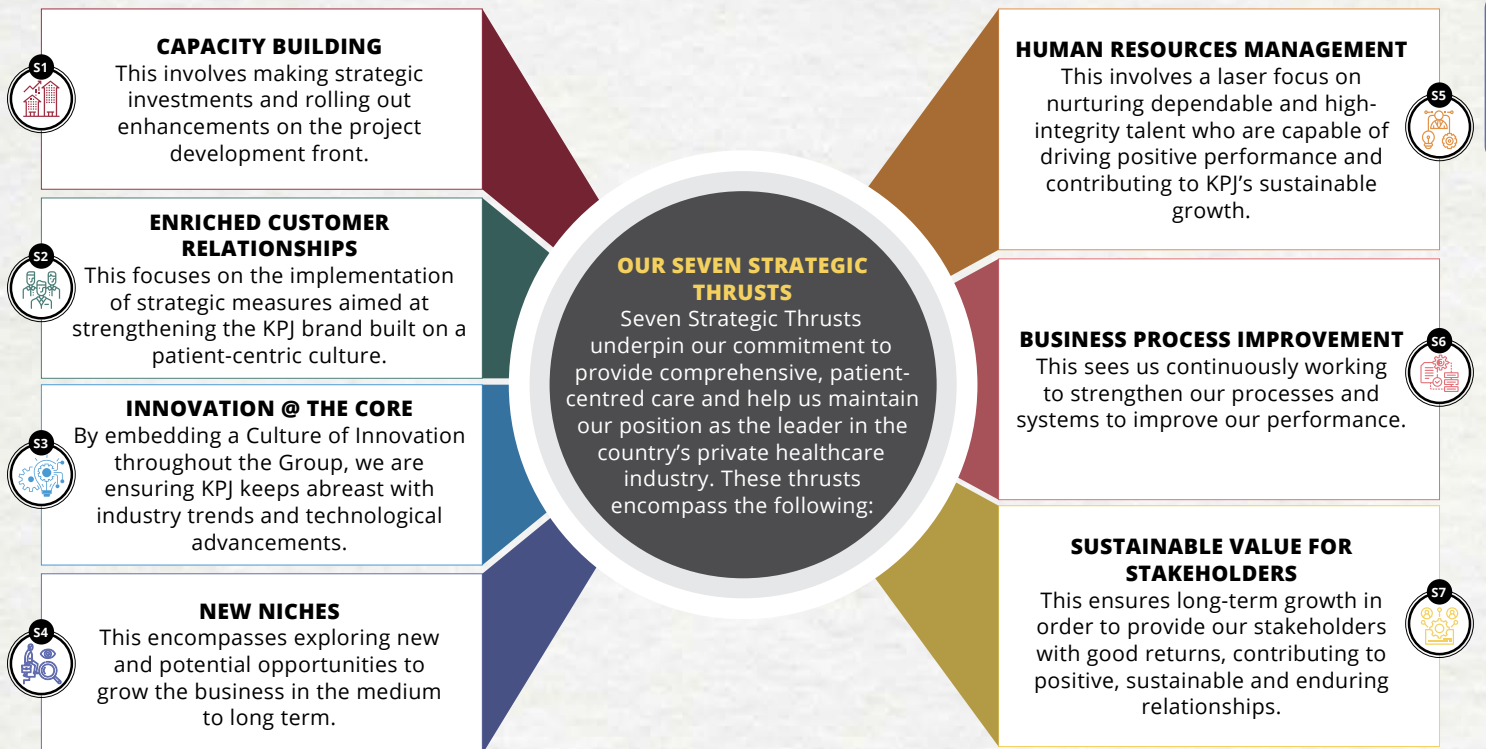 S1
CAPACITY BUILDING
This involves making strategic
investments and rolling out
enhancements on the project
development front.
S2
ENRICHED CUSTOMER
RELATIONSHIPS
This focuses on the implementation
of strategic measures aimed at
strengthening the KPJ brand built on a
patient-centric culture.
S3
INNOVATION @ THE CORE
By embedding a Culture of Innovation
throughout the Group, we are
ensuring KPJ keeps abreast with
industry trends and technological
advancements.
S4
NEW NICHES
This encompasses exploring new
and potential opportunities to
grow the business in the medium
to long term.
OUR SEVEN STRATEGIC
THRUSTS
Seven Strategic Thrusts
underpin our commitment to
provide comprehensive, patient-
centred care and help us maintain
our position as the leader in the
country’s private healthcare
industry. These thrusts
encompass the following:
S5
HUMAN RESOURCES MANAGEMENT
This involves a laser focus on
nurturing dependable and high-
integrity talent who are capable of
driving positive performance and
contributing to KPJ’s sustainable
growth.
S6
BUSINESS PROCESS IMPROVEMENT
This sees us continuously working
to strengthen our processes and
systems to improve our performance.
S7
SUSTAINABLE VALUE FOR
STAKEHOLDERS
This ensures long-term growth in
order to provide our stakeholders
with good returns, contributing to
positive, sustainable and enduring
relationships.